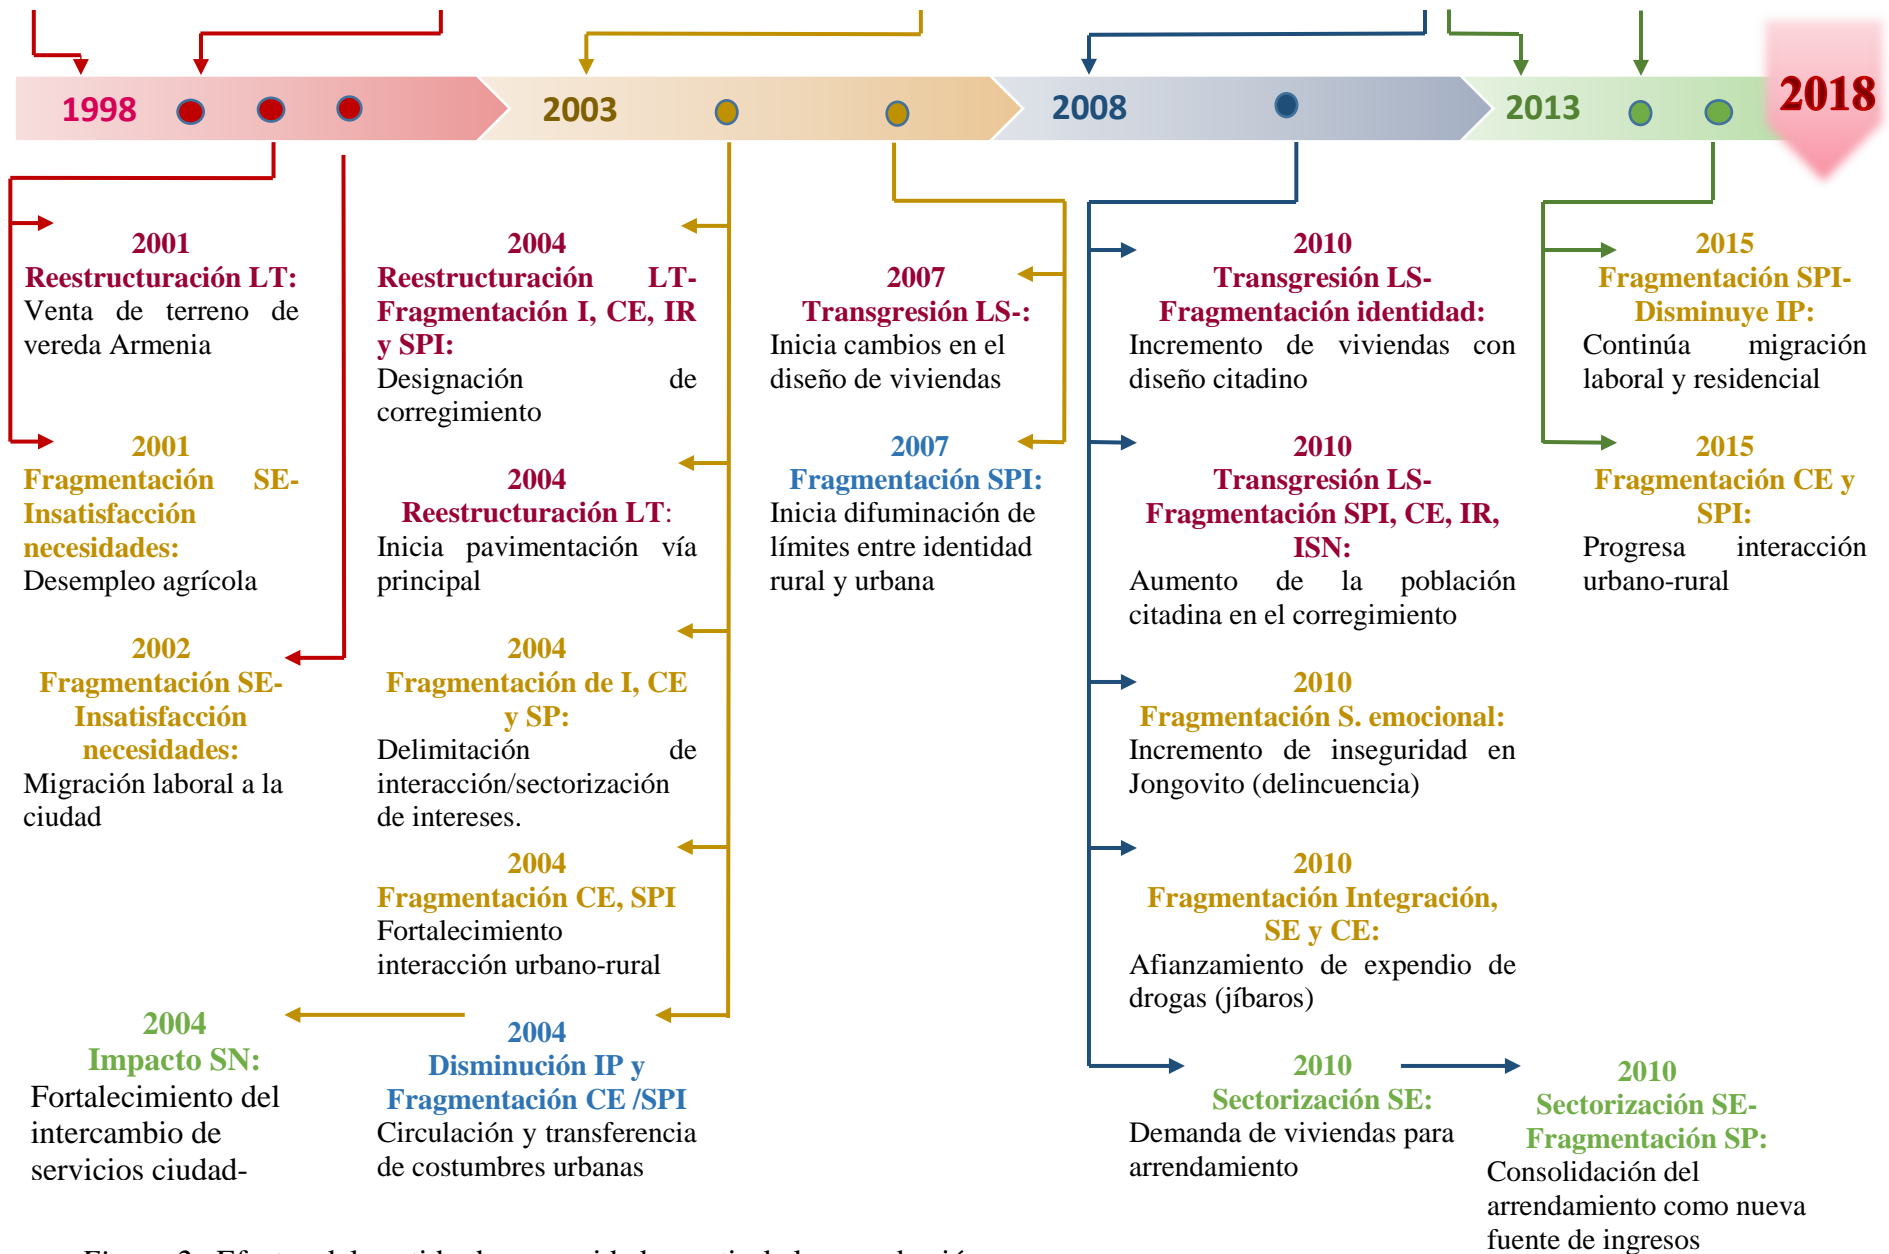 1998
2003
2008
2013
2018
2001
Reestructuración LT:
Venta de terreno de
vereda Armenia
2001
Fragmentación SE-
Insatisfacción
necesidades:
Desempleo agrícola
2002
Fragmentación SE-
Insatisfacción
necesidades:
Migración laboral a la
ciudad
2004
Impacto SN:
Fortalecimiento del
intercambio de
servicios ciudad-
2004
Reestructuración LT-
Fragmentación I, CE, IR
y SPI:
Designación de
corregimiento
2004
Reestructuración LT:
Inicia pavimentación vía
principal
2004
Fragmentación de I, CE
y SP:
Delimitación de
interacción/sectorización
de intereses.
2004
Fragmentación CE, SPI
Fortalecimiento
interacción urbano-rural
2004
Disminución IP y
Fragmentación CE /SPI
Circulación y transferencia
de costumbres urbanas
2007
Transgresión LS-:
Inicia cambios en el
diseño de viviendas
2007
Fragmentación SPI:
Inicia difuminación de
límites entre identidad
rural y urbana
2010
Transgresión LS-
Fragmentación identidad:
Incremento de viviendas con
diseño citadino
2010
Transgresión LS-
Fragmentación SPI, CE, IR,
ISN:
Aumento de la población
citadina en el corregimiento
2010
Fragmentación S. emocional:
Incremento de inseguridad en
Jongovito (delincuencia)
2010
Fragmentación Integración,
SE y CE:
Afianzamiento de expendio de
drogas (jíbaros)
2010
Sectorización SE:
Demanda de viviendas para
arrendamiento
2010
Sectorización SE-
Fragmentación SP:
Consolidación del
arrendamiento como nueva
fuente de ingresos
2015
Fragmentación SPI-
Disminuye IP:
Continúa migración
laboral y residencial
2015
Fragmentación CE y
SPI:
Progresa interacción
urbano-rural